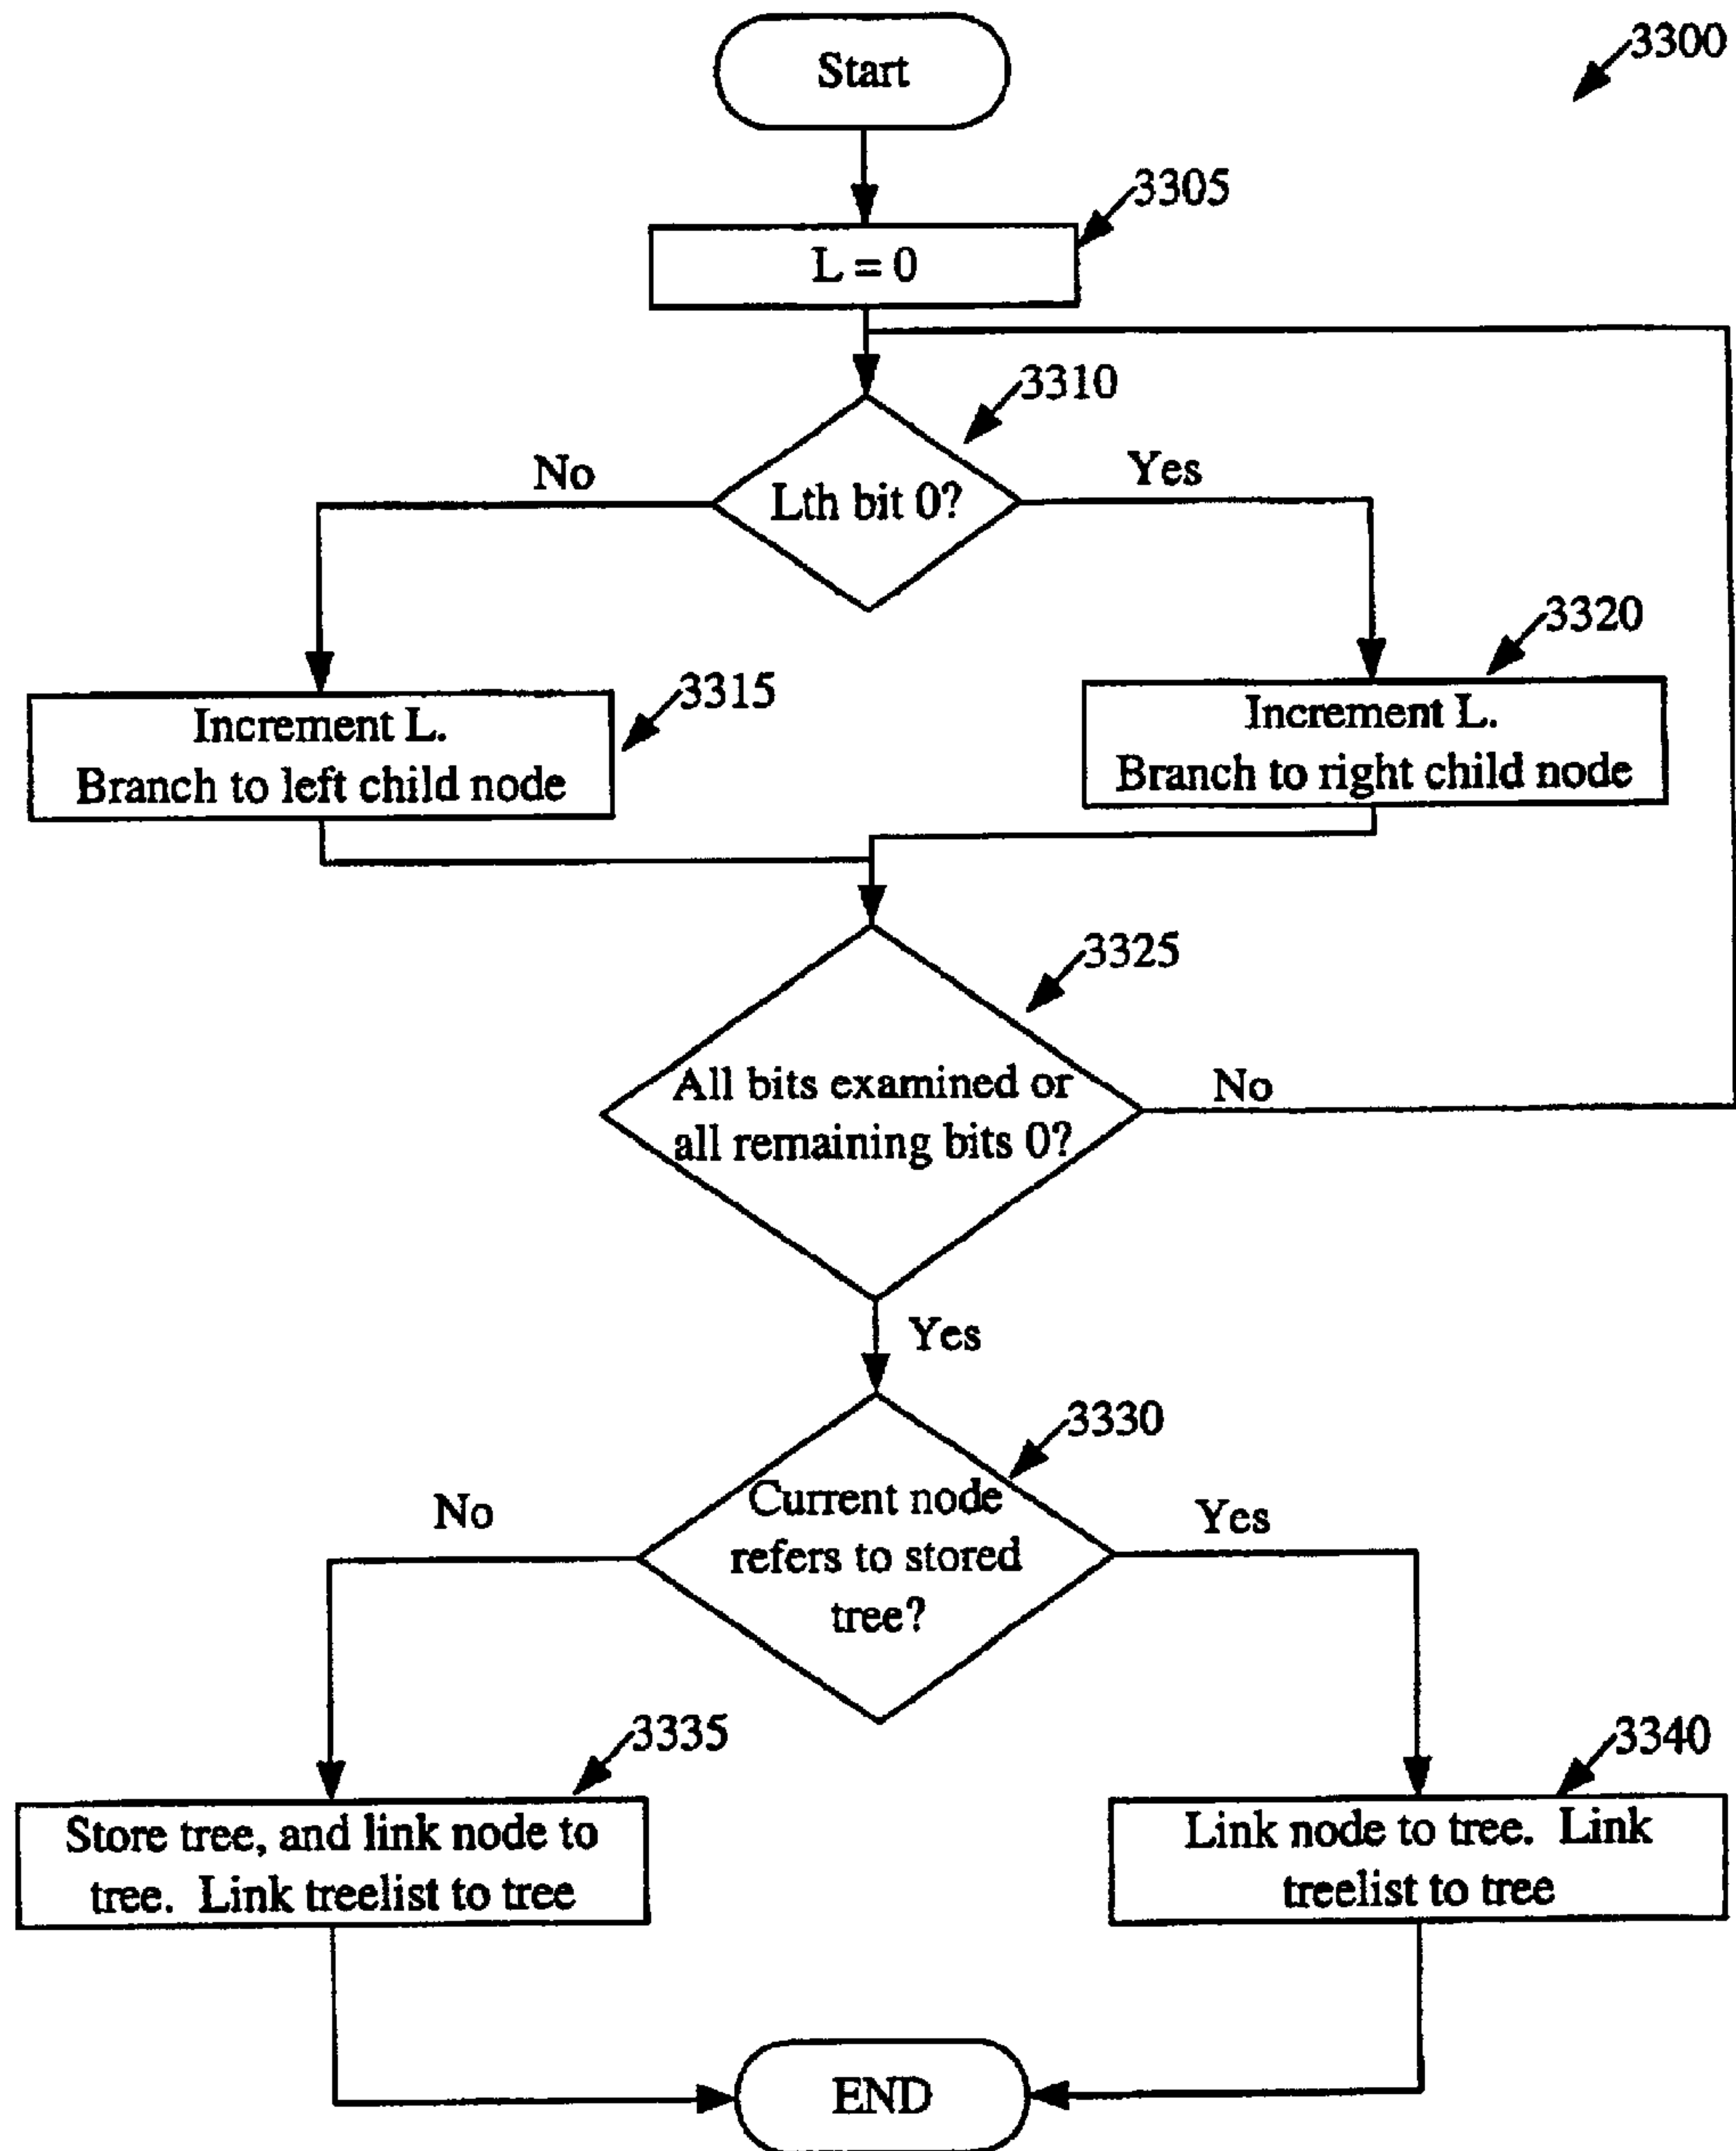 Start
3300
3305
L = 0
3310
No
Yes
Lth bit 0?
3320
3315
Increment L.
Branch to left child node
Increment L.
Branch to right child node
3325
All bits examined or
all remaining bits 0?
No
Yes
3330
Current node
refers to stored
tree?
No
Yes
3335
3340
Store tree, and link node to
tree. Link treelist to tree
Link node to tree. Link
treelist to tree
END